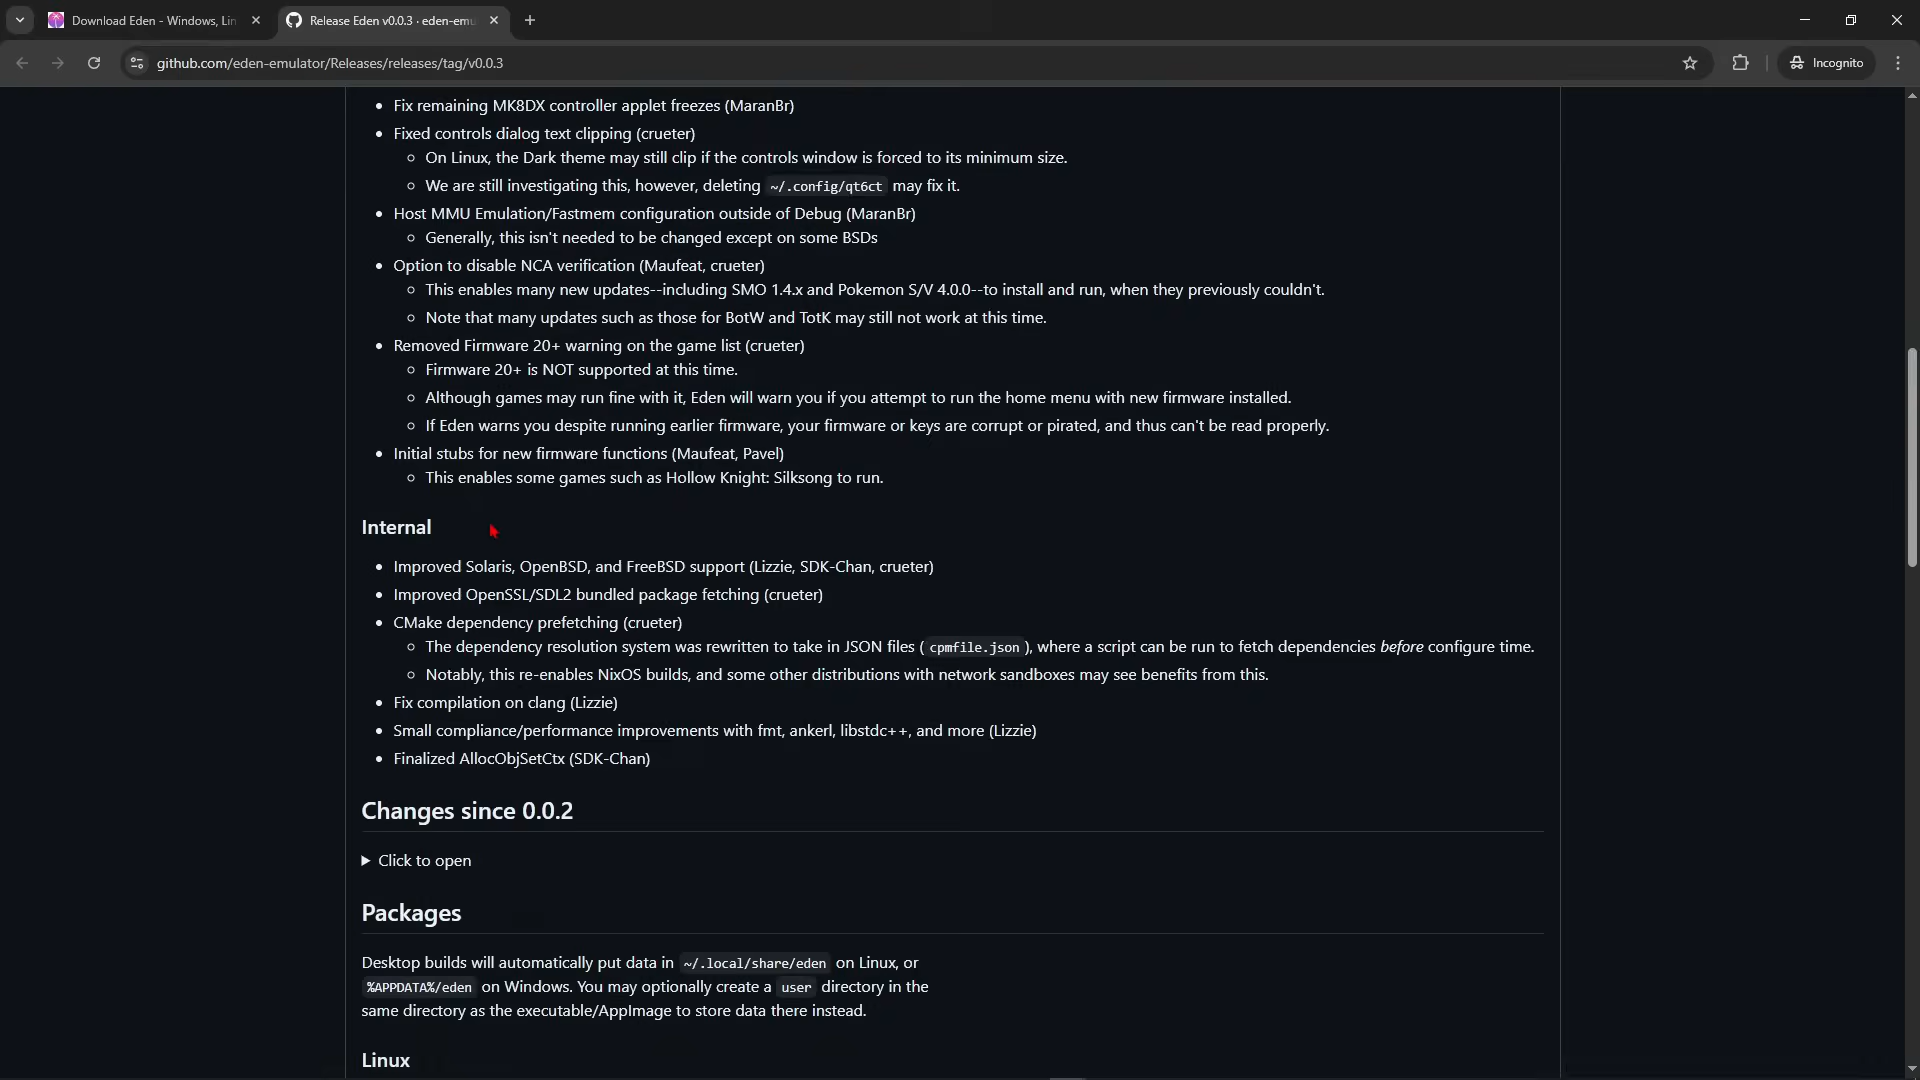 Download Eden - Windows, Lin
Release Eden v0.0.3 · eden-emu
github.com/eden-emulator/Releases/releases/tag/v0.0.3
Incognito
Fix remaining MK8DX controller applet freezes (MaranBr)
Fixed controls dialog text clipping (crueter)
On Linux, the Dark theme may still clip if the controls window is forced to its minimum size.
We are still investigating this, however, deleting ~/.config/qt6ct may fix it.
Host MMU Emulation/Fastmem configuration outside of Debug (MaranBr)
Generally, this isn't needed to be changed except on some BSDs
Option to disable NCA verification (Maufeat, crueter)
This enables many new updates--including SMO 1.4.x and Pokemon S/V 4.0.0--to install and run, when they previously couldn't.
Note that many updates such as those for BotW and TotK may still not work at this time.
Removed Firmware 20+ warning on the game list (crueter)
Firmware 20+ is NOT supported at this time.
Although games may run fine with it, Eden will warn you if you attempt to run the home menu with new firmware installed.
If Eden warns you despite running earlier firmware, your firmware or keys are corrupt or pirated, and thus can't be read properly.
Initial stubs for new firmware functions (Maufeat, Pavel)
This enables some games such as Hollow Knight: Silksong to run.
Internal
Improved Solaris, OpenBSD, and FreeBSD support (Lizzie, SDK-Chan, crueter)
Improved OpenSSL/SDL2 bundled package fetching (crueter)
CMake dependency prefetching (crueter)
The dependency resolution system was rewritten to take in JSON files ( cpmfile.json ), where a script can be run to fetch dependencies before configure time.
Notably, this re-enables NixOS builds, and some other distributions with network sandboxes may see benefits from this.
Fix compilation on clang (Lizzie)
Small compliance/performance improvements with fmt, ankerl, libstdc++, and more (Lizzie)
Finalized AllocObjSetCtx (SDK-Chan)
Changes since 0.0.2
Click to open
Packages
Desktop builds will automatically put data in ~/.local/share/eden on Linux, or
%APPDATA%/eden on Windows. You may optionally create a user directory in the
same directory as the executable/AppImage to store data there instead.
Linux